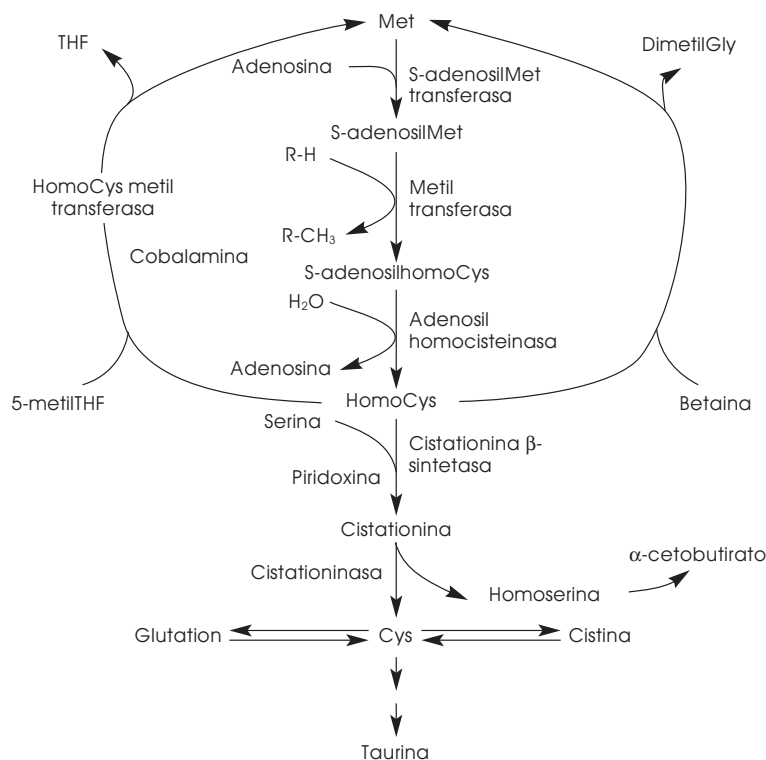 Met
THF
DimetilGly
Adenosina
S-adenosilMet
transferasa
S-adenosilMet
R-H
HomoCys metil
transferasa
Metil
transferasa
R-CH₃
Cobalamina
S-adenosilhomoCys
H₂O
Adenosil
homocisteinasa
Adenosina
5-metilTHF
HomoCys
Betaina
Serina
Cistationina β-
sintetasa
Piridoxina
Cistationina
α-cetobutirato
Cistationinasa
Homoserina
Glutation
Cys
Cistina
Taurina